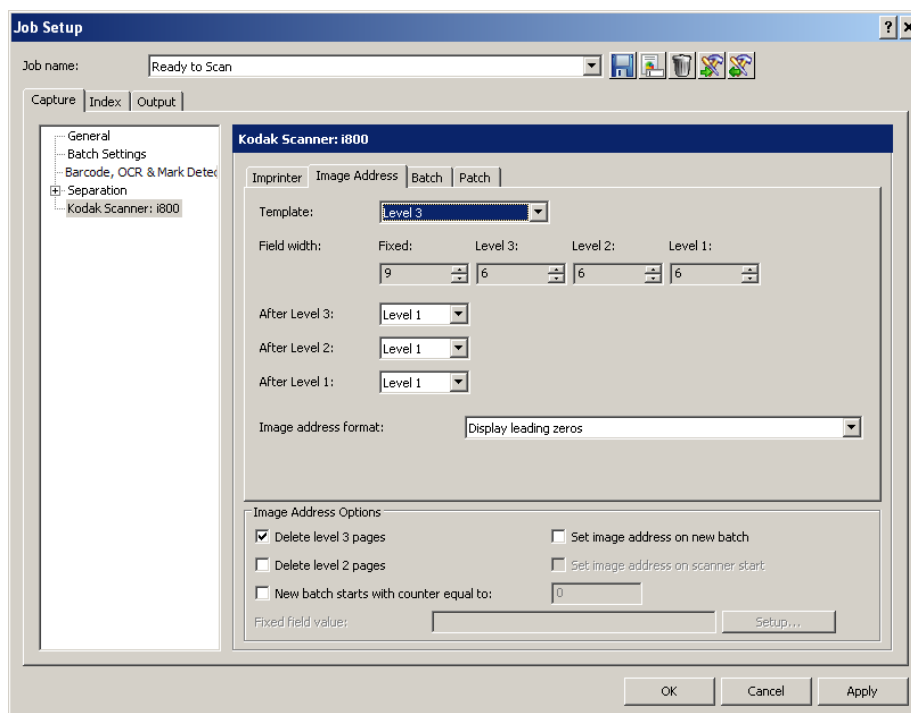 Job Setup
Job name: Ready to Scan
Capture Index Output
General
Batch Settings
Barcode, OCR & Mark Detec
Separation
Kodak Scanner: i800
Kodak Scanner: i800
Imprinter Image Address Batch Patch
Template: Level 3
Field width: Fixed: Level 3: Level 2: Level 1:
9 6 6 6
After Level 3: Level 1
After Level 2: Level 1
After Level 1: Level 1
Image address format: Display leading zeros
Image Address Options
Delete level 3 pages Set image address on new batch
Delete level 2 pages Set image address on scanner start
New batch starts with counter equal to: 0
Fixed field value: Setup...
OK Cancel Apply